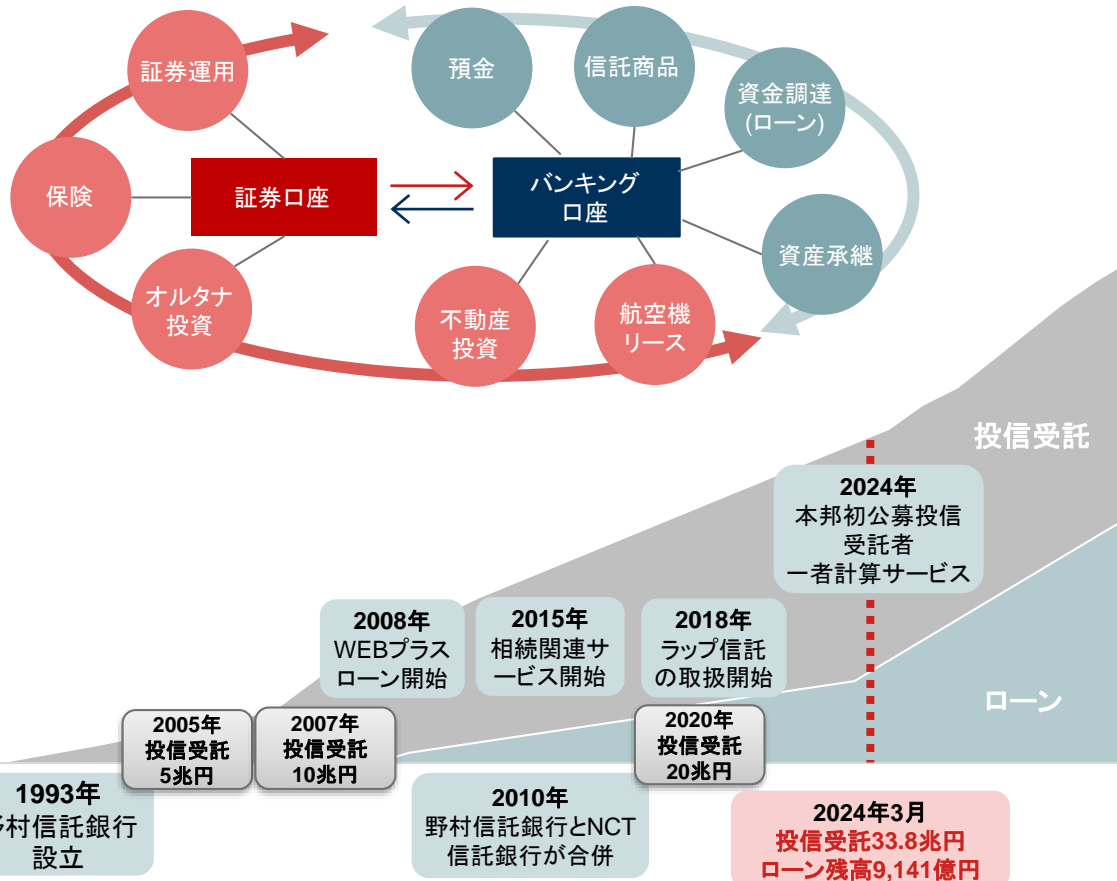 証券運用
預金
信託商品
資金調達
(ローン)
保険
証券口座
バンキング
口座
資産承継
オルタナ
投資
不動産
投資
航空機
リース
投信受託
2024年
本邦初公募投信
受託者
一者計算サービス
2008年
WEBプラス
ローン開始
2015年
相続関連サ
ービス開始
2018年
ラップ信託
の取扱開始
ローン
2005年
投信受託
5兆円
2007年
投信受託
10兆円
2020年
投信受託
20兆円
1993年
村信託銀行
設立
2010年
野村信託銀行とNCT
信託銀行が合併
2024年3月
投信受託33.8兆円
ローン残高9,141億円